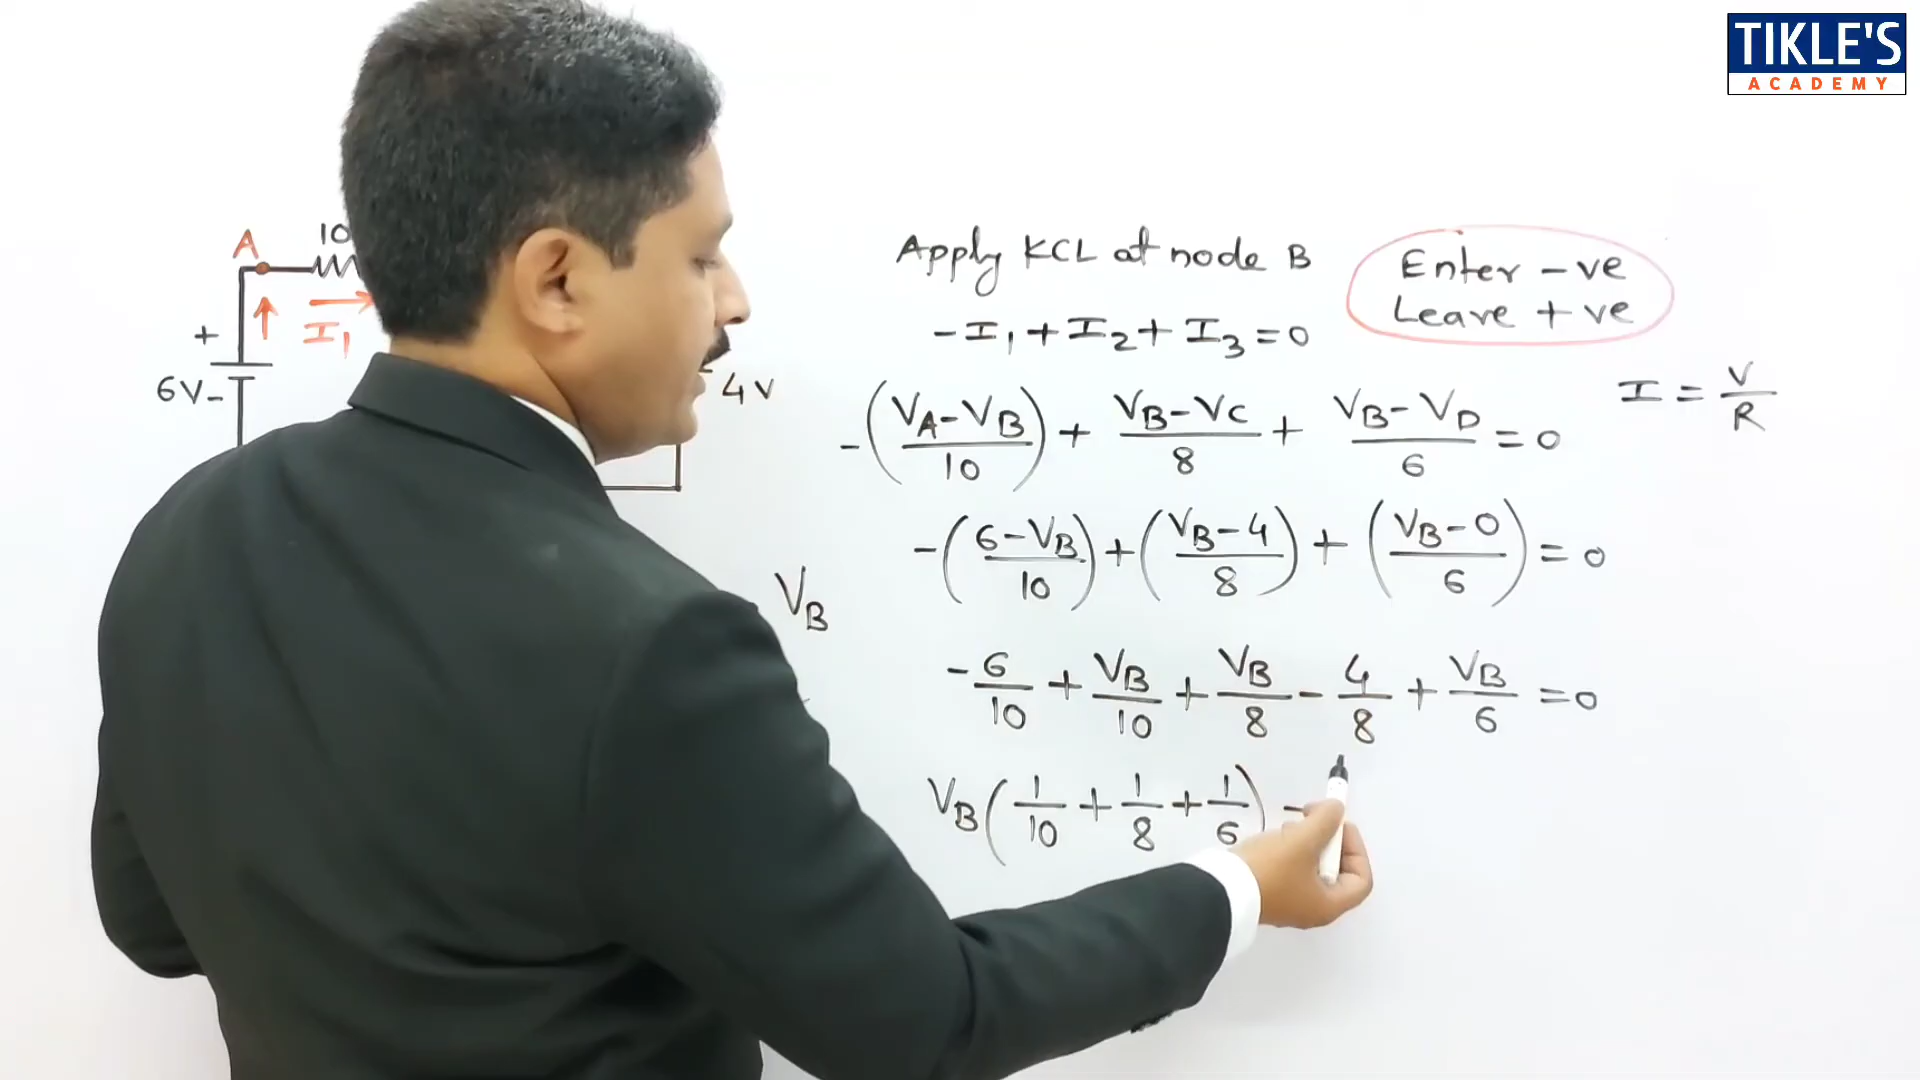 TIKLE'S
ACADEMY
A 10
I₁
+
6V-
4V
Apply KCL at node B
Enter -ve
Leave +ve
-I₁+I₂+I₃=0
I = V/R
-((VA-VB)/10) + (VB-VC)/8 + (VB-VD)/6 = 0
-((6-VB)/10)+((VB-4)/8)+((VB-0)/6)=0
VB
-6/10 + VB/10 + VB/8 - 4/8 + VB/6 = 0
VB(1/10 + 1/8 + 1/6)